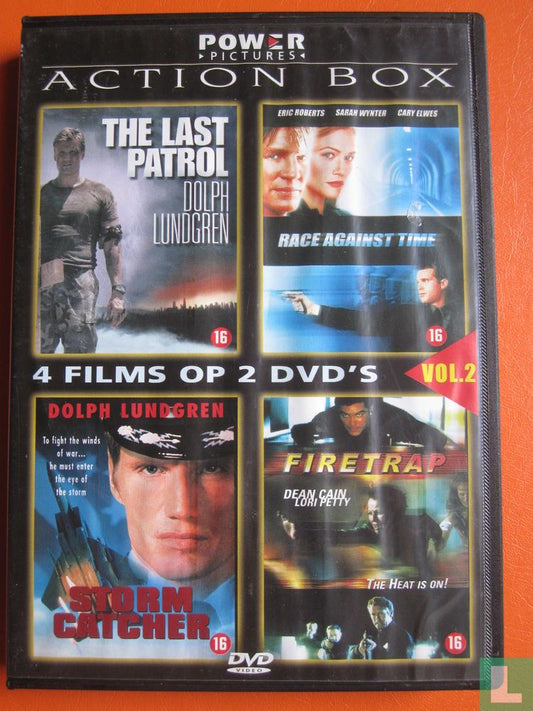 POWER
PICTURES
ACTION BOX
THE LAST
PATROL
DOLPH
LUNDGREN
16
ERIC ROBERTS SARAH WYNTER CARY ELWES
RACE AGAINST TIME
16
4 FILMS OP 2 DVD'S
VOL.2
DOLPH LUNDGREN
To fight the winds
of war...
he must enter
the eye of
the storm
STORM
CATCHER
16
FIRETRAP
DEAN CAIN
LORI PETTY
THE HEAT IS ON!
16
DVD
VIDEO
L